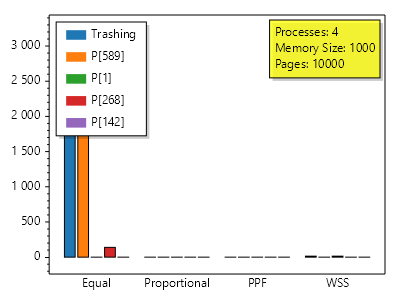 Trashing
P[589]
P[1]
P[268]
P[142]
Processes: 4
Memory Size: 1000
Pages: 10000
3 000
2 500
2 000
1 500
1 000
500
0
Equal Proportional PPF WSS